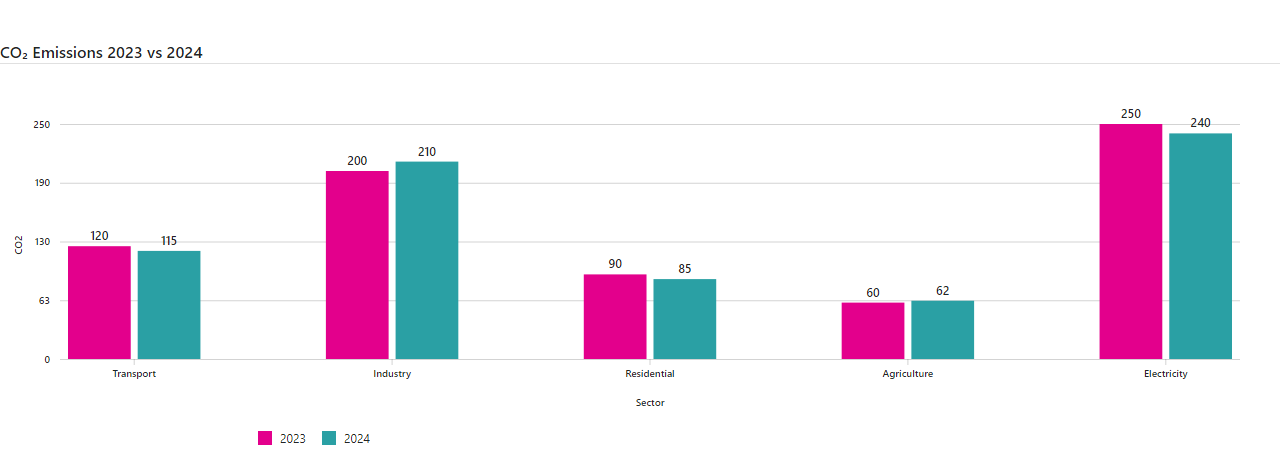 CO₂ Emissions 2023 vs 2024
250
190
130
63
0
CO2
120
115
200
210
90
85
60
62
250
240
Transport
Industry
Residential
Agriculture
Electricity
Sector
2023
2024